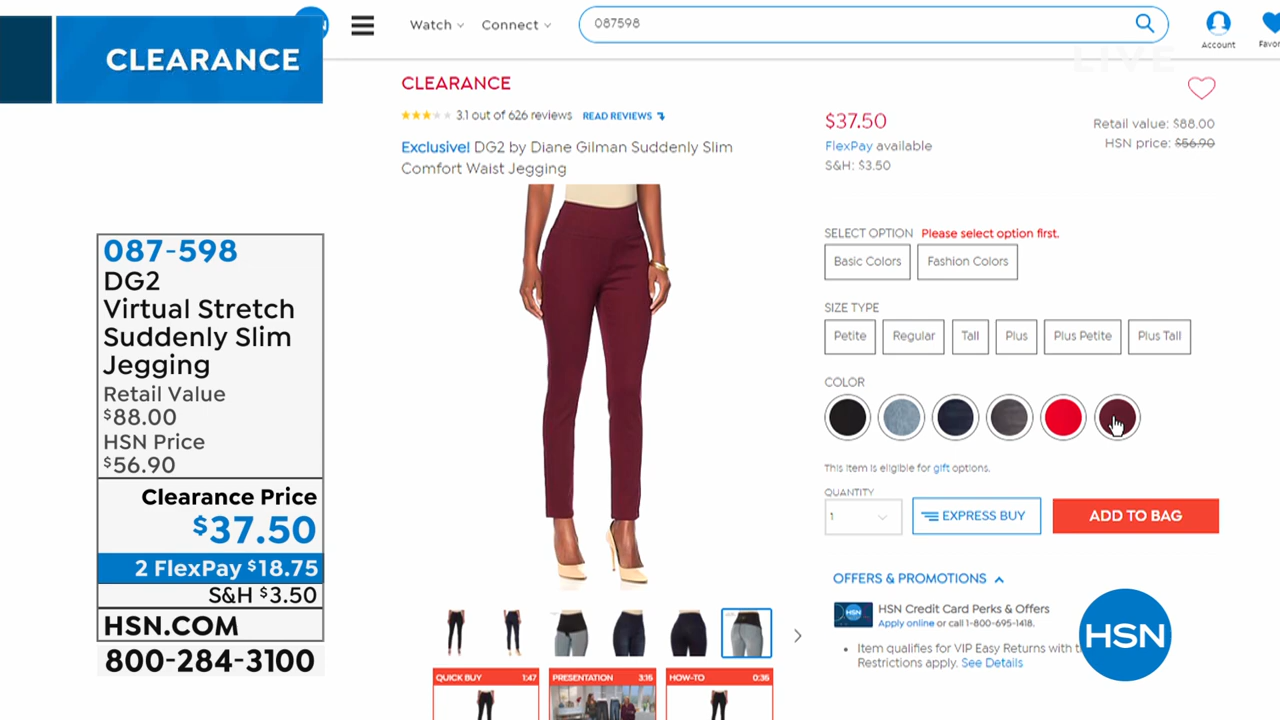 CLEARANCE
Watch
Connect
087598
Account
LIVE
CLEARANCE
3.1 out of 626 reviews
READ REVIEWS
Exclusive! DG2 by Diane Gilman Suddenly Slim
Comfort Waist Jegging
$37.50
FlexPay available
S&H: $3.50
Retail value: $88.00
HSN price: $56.90
SELECT OPTION Please select option first.
Basic Colors
Fashion Colors
SIZE TYPE
Petite
Regular
Tall
Plus
Plus Petite
Plus Tall
COLOR
This item is eligible for gift options.
QUANTITY
1
EXPRESS BUY
ADD TO BAG
OFFERS & PROMOTIONS
HSN
HSN Credit Card Perks & Offers
Apply online or call 1-800-695-1418.
Item qualifies for VIP Easy Returns with
Restrictions apply. See Details
HSN
QUICK BUY 1:47
PRESENTATION 3:15
HOW-TO 0:35
087-598
DG2
Virtual Stretch
Suddenly Slim
Jegging
Retail Value
$88.00
HSN Price
$56.90
Clearance Price
$37.50
2 FlexPay $18.75
S&H $3.50
HSN.COM
800-284-3100